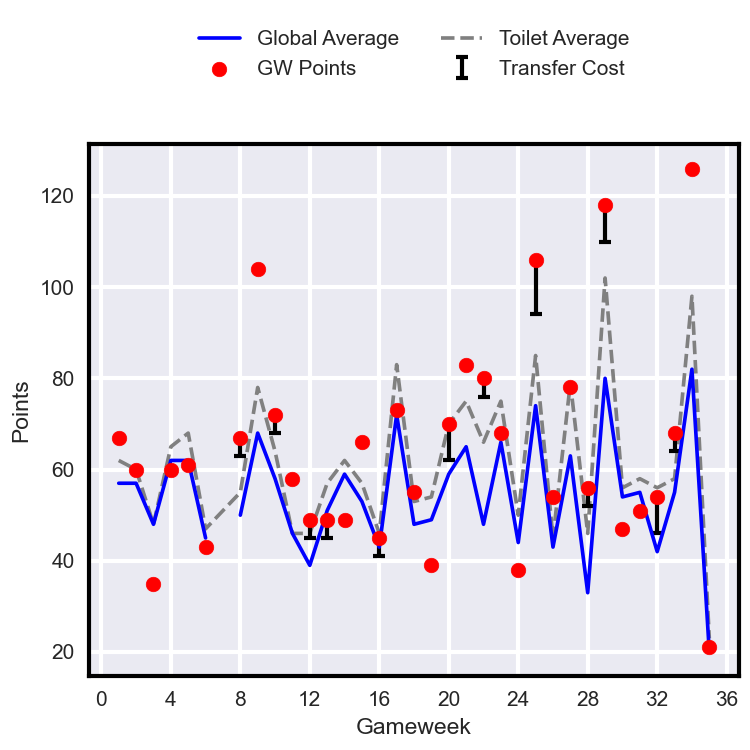 Global Average
Toilet Average
GW Points
Transfer Cost
120
100
80
60
40
20
Points
0 4 8 12 16 20 24 28 32 36
Gameweek